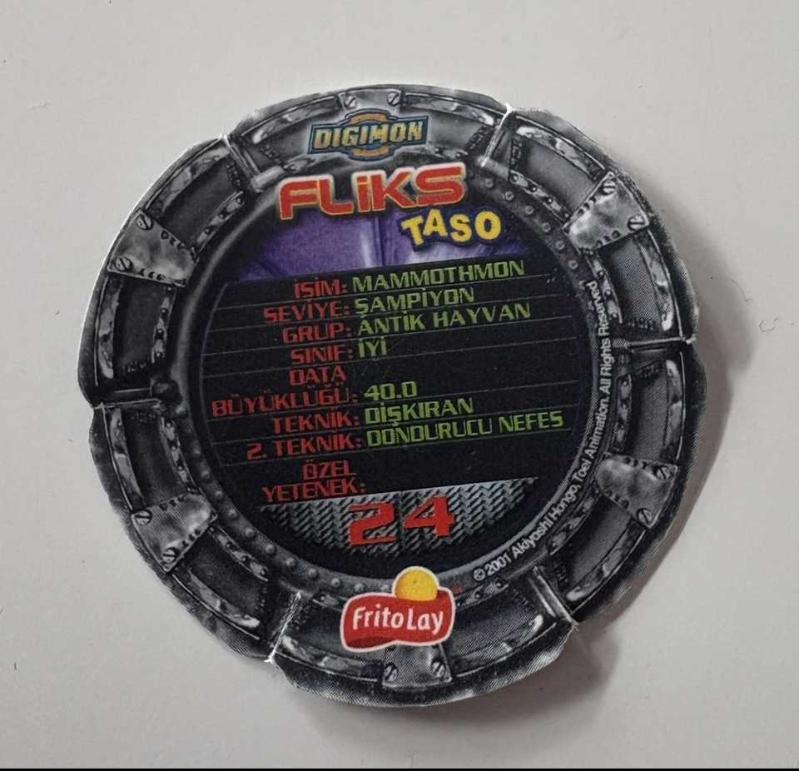 DIGIMON
FLiKS
TASO
İSİM: MAMMOTHMON
SEVİYE: ŞAMPİYON
GRUP: ANTİK HAYVAN
SINIF: İYİ
DATA
BÜYÜKLÜĞÜ: 40.0
TEKNİK: DİŞKIRAN
2. TEKNİK: DONDURUCU NEFES
ÖZEL
YETENEK:
24
©2001 Akiyoshi Hongo, Toei Animation. All Rights Reserved.
FritoLay